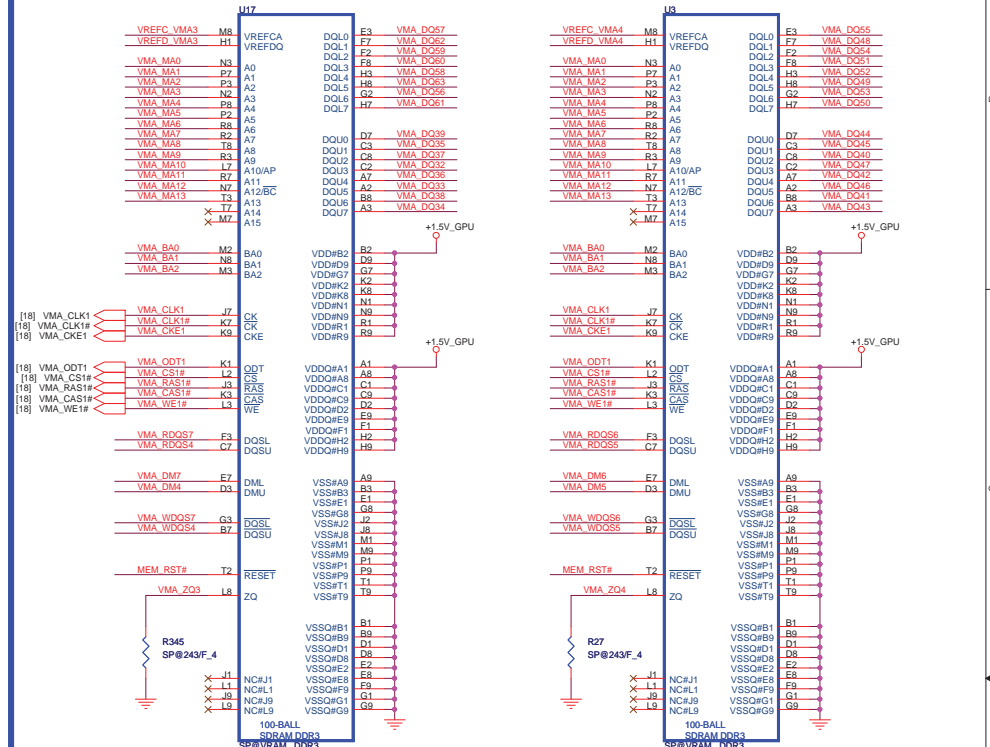 U17
VREFC_VMA3 M8 VREFCA
VREFD_VMA3 H1 VREFDQ
VMA_MA0 N3 A0
VMA_MA1 P7 A1
VMA_MA2 P3 A2
VMA_MA3 N2 A3
VMA_MA4 P8 A4
VMA_MA5 P2 A5
VMA_MA6 R8 A6
VMA_MA7 R2 A7
VMA_MA8 T8 A8
VMA_MA9 R3 A9
VMA_MA10 L7 A10/AP
VMA_MA11 R7 A11
VMA_MA12 N7 A12/BC
VMA_MA13 T3 A13
T7 A14
M7 A15
VMA_BA0 M2 BA0
VMA_BA1 N8 BA1
VMA_BA2 M3 BA2
[18] VMA_CLK1 VMA_CLK1 J7 CK
[18] VMA_CLK1# VMA_CLK1# K7 CK
[18] VMA_CKE1 VMA_CKE1 K9 CKE
[18] VMA_ODT1 VMA_ODT1 K1 ODT
[18] VMA_CS1# VMA_CS1# L2 CS
[18] VMA_RAS1# VMA_RAS1# J3 RAS
[18] VMA_CAS1# VMA_CAS1# K3 CAS
[18] VMA_WE1# VMA_WE1# L3 WE
VMA_RDQS7 F3 DQSL
VMA_RDQS4 C7 DQSU
VMA_DM7 E7 DML
VMA_DM4 D3 DMU
VMA_WDQS7 G3 DQSL
VMA_WDQS4 B7 DQSU
MEM_RST# T2 RESET
VMA_ZQ3 L8 ZQ
R345
SP@243/F_4
J1 NC#J1
L1 NC#L1
J9 NC#J9
L9 NC#L9
DQL0 E3 VMA_DQ57
DQL1 F7 VMA_DQ62
DQL2 F2 VMA_DQ59
DQL3 F8 VMA_DQ60
DQL4 H3 VMA_DQ58
DQL5 H8 VMA_DQ63
DQL6 G2 VMA_DQ56
DQL7 H7 VMA_DQ61
DQU0 D7 VMA_DQ39
DQU1 C3 VMA_DQ35
DQU2 C8 VMA_DQ37
DQU3 C2 VMA_DQ32
DQU4 A7 VMA_DQ36
DQU5 A2 VMA_DQ33
DQU6 B8 VMA_DQ38
DQU7 A3 VMA_DQ34
+1.5V_GPU
VDD#B2 B2
VDD#D9 D9
VDD#G7 G7
VDD#K2 K2
VDD#K8 K8
VDD#N1 N1
VDD#N9 N9
VDD#R1 R1
VDD#R9 R9
+1.5V_GPU
VDDQ#A1 A1
VDDQ#A8 A8
VDDQ#C1 C1
VDDQ#C9 C9
VDDQ#D2 D2
VDDQ#E9 E9
VDDQ#F1 F1
VDDQ#H2 H2
VDDQ#H9 H9
VSS#A9 A9
VSS#B3 B3
VSS#E1 E1
VSS#G8 G8
VSS#J2 J2
VSS#J8 J8
VSS#M1 M1
VSS#M9 M9
VSS#P1 P1
VSS#P9 P9
VSS#T1 T1
VSS#T9 T9
VSSQ#B1 B1
VSSQ#B9 B9
VSSQ#D1 D1
VSSQ#D8 D8
VSSQ#E2 E2
VSSQ#E8 E8
VSSQ#F9 F9
VSSQ#G1 G1
VSSQ#G9 G9
100-BALL
SDRAM DDR3
SP@VRAM_DDR3
U3
VREFC_VMA4 M8 VREFCA
VREFD_VMA4 H1 VREFDQ
VMA_MA0 N3 A0
VMA_MA1 P7 A1
VMA_MA2 P3 A2
VMA_MA3 N2 A3
VMA_MA4 P8 A4
VMA_MA5 P2 A5
VMA_MA6 R8 A6
VMA_MA7 R2 A7
VMA_MA8 T8 A8
VMA_MA9 R3 A9
VMA_MA10 L7 A10/AP
VMA_MA11 R7 A11
VMA_MA12 N7 A12/BC
VMA_MA13 T3 A13
T7 A14
M7 A15
VMA_BA0 M2 BA0
VMA_BA1 N8 BA1
VMA_BA2 M3 BA2
VMA_CLK1 J7 CK
VMA_CLK1# K7 CK
VMA_CKE1 K9 CKE
VMA_ODT1 K1 ODT
VMA_CS1# L2 CS
VMA_RAS1# J3 RAS
VMA_CAS1# K3 CAS
VMA_WE1# L3 WE
VMA_RDQS6 F3 DQSL
VMA_RDQS5 C7 DQSU
VMA_DM6 E7 DML
VMA_DM5 D3 DMU
VMA_WDQS6 G3 DQSL
VMA_WDQS5 B7 DQSU
MEM_RST# T2 RESET
VMA_ZQ4 L8 ZQ
R27
SP@243/F_4
J1 NC#J1
L1 NC#L1
J9 NC#J9
L9 NC#L9
DQL0 E3 VMA_DQ55
DQL1 F7 VMA_DQ48
DQL2 F2 VMA_DQ54
DQL3 F8 VMA_DQ51
DQL4 H3 VMA_DQ52
DQL5 H8 VMA_DQ49
DQL6 G2 VMA_DQ53
DQL7 H7 VMA_DQ50
DQU0 D7 VMA_DQ44
DQU1 C3 VMA_DQ45
DQU2 C8 VMA_DQ40
DQU3 C2 VMA_DQ47
DQU4 A7 VMA_DQ42
DQU5 A2 VMA_DQ46
DQU6 B8 VMA_DQ41
DQU7 A3 VMA_DQ43
+1.5V_GPU
VDD#B2 B2
VDD#D9 D9
VDD#G7 G7
VDD#K2 K2
VDD#K8 K8
VDD#N1 N1
VDD#N9 N9
VDD#R1 R1
VDD#R9 R9
+1.5V_GPU
VDDQ#A1 A1
VDDQ#A8 A8
VDDQ#C1 C1
VDDQ#C9 C9
VDDQ#D2 D2
VDDQ#E9 E9
VDDQ#F1 F1
VDDQ#H2 H2
VDDQ#H9 H9
VSS#A9 A9
VSS#B3 B3
VSS#E1 E1
VSS#G8 G8
VSS#J2 J2
VSS#J8 J8
VSS#M1 M1
VSS#M9 M9
VSS#P1 P1
VSS#P9 P9
VSS#T1 T1
VSS#T9 T9
VSSQ#B1 B1
VSSQ#B9 B9
VSSQ#D1 D1
VSSQ#D8 D8
VSSQ#E2 E2
VSSQ#E8 E8
VSSQ#F9 F9
VSSQ#G1 G1
VSSQ#G9 G9
100-BALL
SDRAM DDR3
SP@VRAM_DDR3